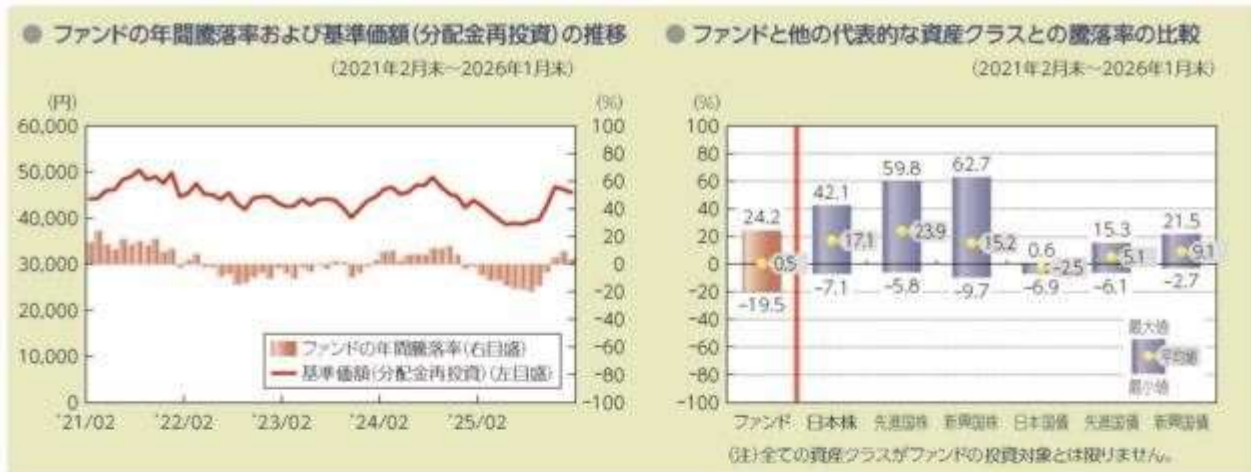 ● ファンドの年間騰落率および基準価額(分配金再投資)の推移
(2021年2月末～2026年1月末)
(円)
(%)
60,000
50,000
40,000
30,000
20,000
10,000
0
100
80
60
40
20
0
-20
-40
-60
-80
-100
ファンドの年間騰落率(右目盛)
基準価額(分配金再投資)(左目盛)
'21/02 '22/02 '23/02 '24/02 '25/02
● ファンドと他の代表的な資産クラスとの騰落率の比較
(2021年2月末～2026年1月末)
(%)
100
80
60
40
20
0
-20
-40
-60
-80
-100
24.2 42.1 59.8 62.7 0.6 15.3 21.5
0.5 17.1 23.9 15.2 -2.5 5.1 9.1
-19.5 -7.1 -5.8 -9.7 -6.9 -6.1 -2.7
最大値
平均値
最小値
ファンド 日本株 先進国株 新興国株 日本国債 先進国債 新興国債
(注)全ての資産クラスがファンドの投資対象とは限りません。